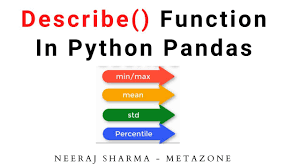 Describe() Function
In Python Pandas
min/max
mean
std
Percentile
NEERAJ SHARMA - METAZONE